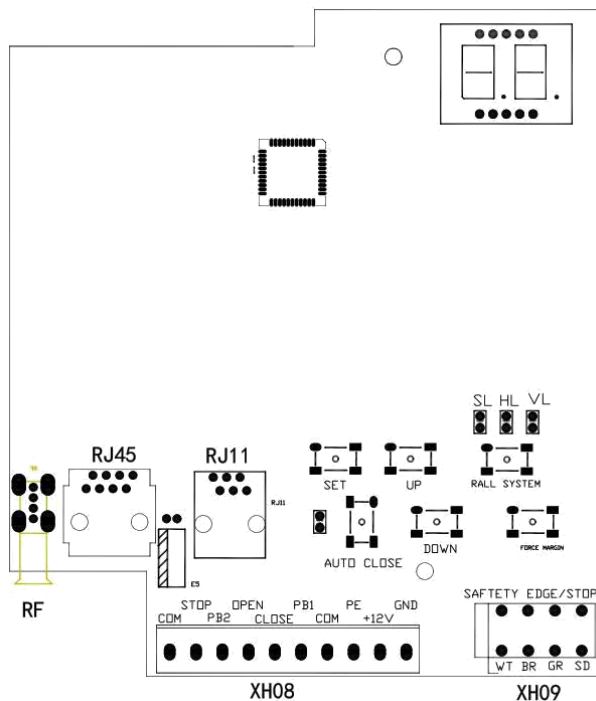 SL HL VL
RJ45 RJ11
RJ11
SET UP RALL SYSTEM
AUTO CLOSE DOWN FORCE MARGIN
E5
RF
STOP OPEN PB1 PE GND
COM PB2 CLOSE COM +12V
SAFTETY EDGE/STOP
WT BR GR SD
XH08 XH09